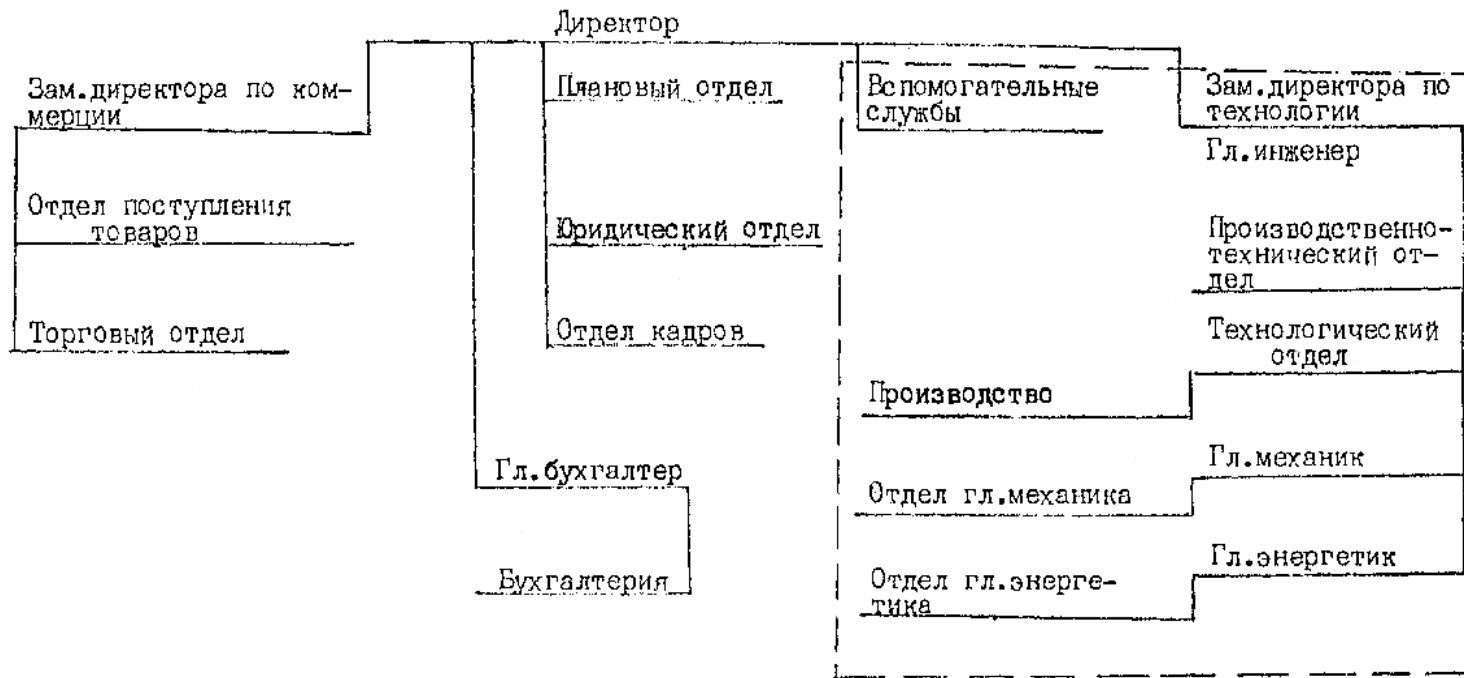 Директор
Зам.директора по ком-
мерции
Отдел поступления
товаров
Торговый отдел
Плановый отдел
Юридический отдел
Отдел кадров
Гл.бухгалтер
Бухгалтерия
Вспомогательные
службы
Производство
Отдел гл.механика
Отдел гл.энерге-
тика
Зам.директора по
технологии
Гл.инженер
Производственно-
технический от-
дел
Технологический
отдел
Гл.механик
Гл.энергетик